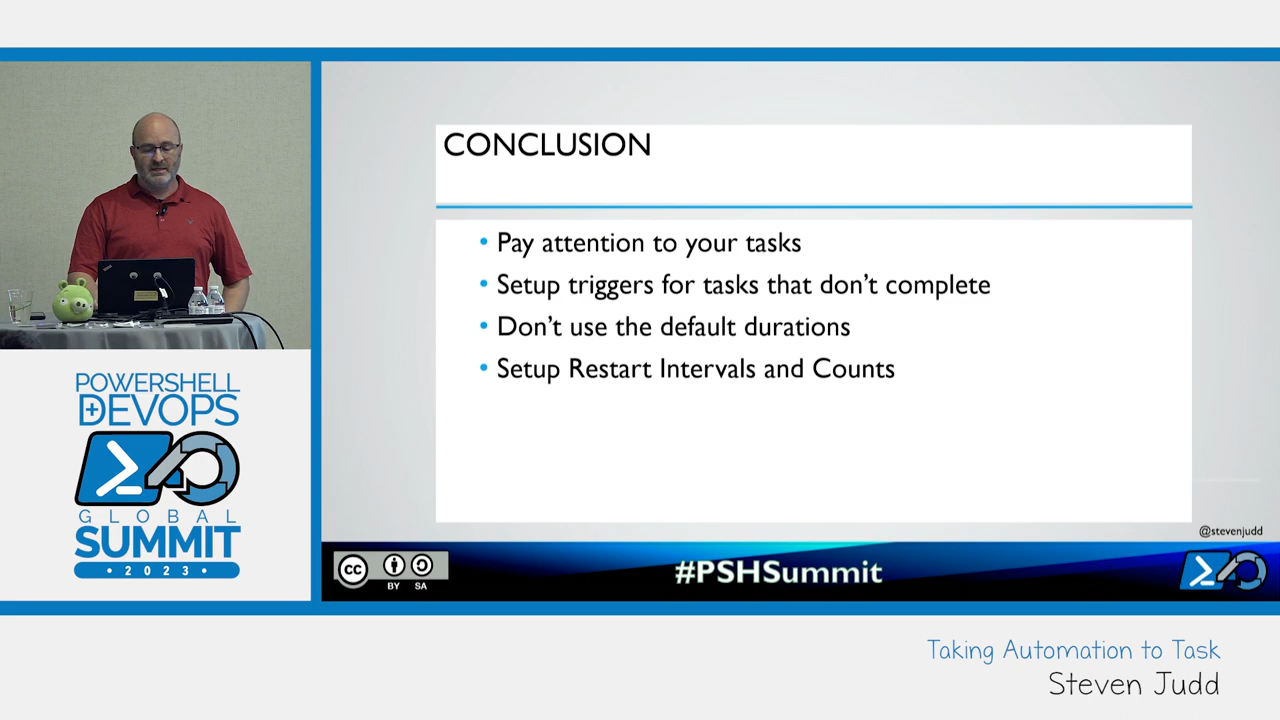 CONCLUSION
• Pay attention to your tasks
• Setup triggers for tasks that don't complete
• Don't use the default durations
• Setup Restart Intervals and Counts
@stevenjudd
POWERSHELL
+DEVOPS
GLOBAL
SUMMIT
• 2023 •
cc
BY SA
#PSHSummit
Taking Automation to Task
Steven Judd